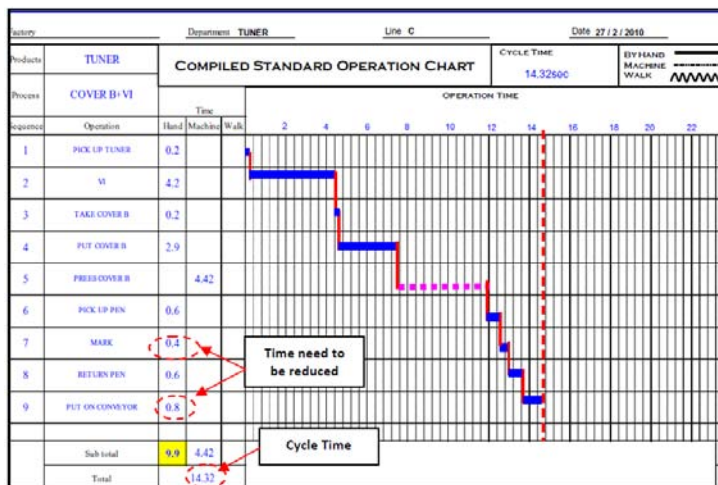 Factory Department TUNER Line C Date 27 / 2 / 2010
Products TUNER COMPILED STANDARD OPERATION CHART CYCLE TIME 14.32sec BY HAND MACHINE WALK
Process COVER B+VI OPERATION TIME
Time
Sequence Operation Hand Machine Walk 2 4 6 8 10 12 14 16 18 20 22
1 PICK UP TUNER 0.2
2 VI 4.2
3 TAKE COVER B 0.2
4 PUT COVER B 2.9
5 PREES COVER B 4.42
6 PICK UP PEN 0.6
7 MARK 0.4
Time need to
be reduced
8 RETURN PEN 0.6
9 PUT ON CONVEYOR 0.8
Sub total 9.9 4.42
Cycle Time
Total 14.32